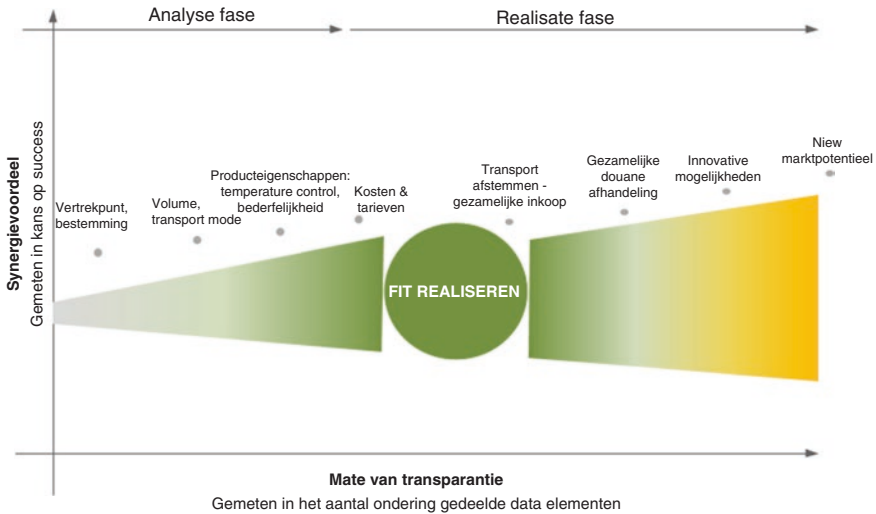 Analyse fase
Realisate fase
Synergievoordeel
Gemeten in kans op success
Vertrekpunt,
bestemming
Volume,
transport mode
Producteigenschappen:
temperature control,
bederfelijkheid
Kosten &
tarieven
FIT REALISEREN
Transport
afstemmen -
gezamelijke inkoop
Gezamelijke
douane
afhandeling
Innovative
mogelijkheden
Niew
marktpotentieel
Mate van transparantie
Gemeten in het aantal ondering gedeelde data elementen